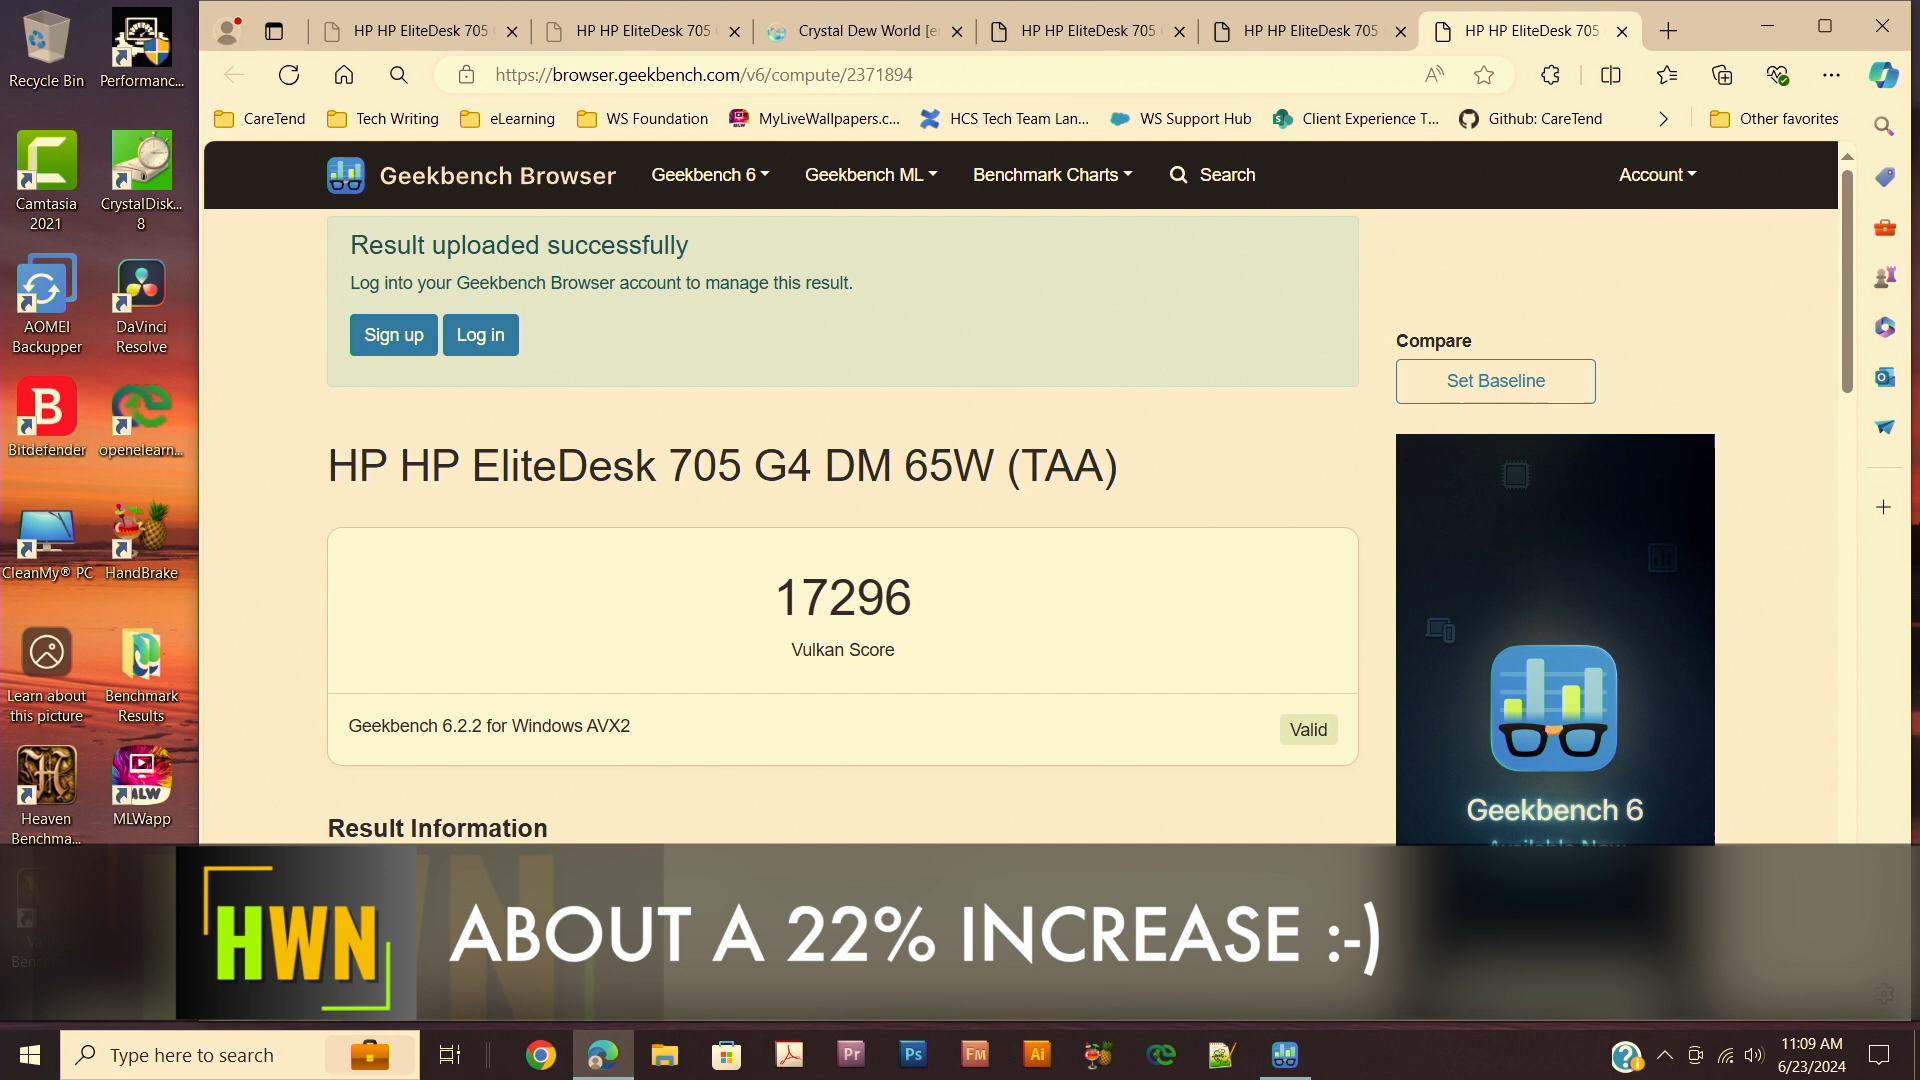 HP HP EliteDesk 705
HP HP EliteDesk 705
Crystal Dew World [e
HP HP EliteDesk 705
HP HP EliteDesk 705
HP HP EliteDesk 705
https://browser.geekbench.com/v6/compute/2371894
CareTend
Tech Writing
eLearning
WS Foundation
MyLiveWallpapers.c...
HCS Tech Team Lan...
WS Support Hub
Client Experience T...
Github: CareTend
Other favorites
Recycle Bin
Performanc...
Camtasia
2021
CrystalDisk...
8
AOMEI
Backupper
DaVinci
Resolve
Bitdefender
openelearn...
CleanMy® PC
HandBrake
Learn about
this picture
Benchmark
Results
Heaven
Benchma...
MLWapp
Geekbench Browser
Geekbench 6
Geekbench ML
Benchmark Charts
Search
Account
Result uploaded successfully
Log into your Geekbench Browser account to manage this result.
Sign up
Log in
Compare
Set Baseline
HP HP EliteDesk 705 G4 DM 65W (TAA)
17296
Vulkan Score
Geekbench 6.2.2 for Windows AVX2
Valid
Result Information
Geekbench 6
HWN
ABOUT A 22% INCREASE :-)
Type here to search
Pr
Ps
FM
Ai
11:09 AM
6/23/2024